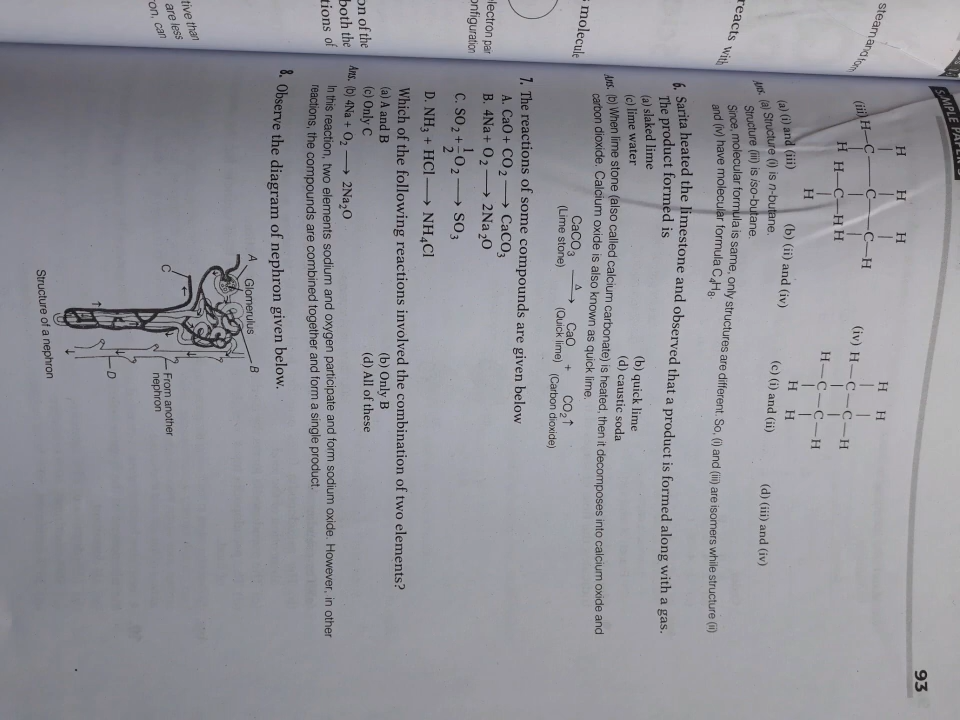 SAMPLE PAPER
93
H H H
(iii) H—C—C—C—H
H H—C—H H
H
H H
(iv) H—C—C—H
H—C—C—H
H H
(a) (i) and (iii) (b) (ii) and (iv) (c) (i) and (ii) (d) (iii) and (iv)
Ans. (a) Structure (i) is n-butane.
Structure (iii) is iso-butane.
Since, molecular formula is same, only structures are different. So, (i) and (iii) are isomers while structure (ii)
and (iv) have molecular formula C₄H₈.
6. Sarita heated the limestone and observed that a product is formed along with a gas.
The product formed is
(a) slaked lime (b) quick lime
(c) lime water (d) caustic soda
Ans. (b) When lime stone (also called calcium carbonate) is heated, then it decomposes into calcium oxide and
carbon dioxide. Calcium oxide is also known as quick lime.
CaCO₃ —Δ→ CaO + CO₂↑
(Lime stone) (Quick lime) (Carbon dioxide)
7. The reactions of some compounds are given below
A. CaO + CO₂ ⟶ CaCO₃
B. 4Na + O₂ ⟶ 2Na₂O
C. SO₂ + 1/2 O₂ ⟶ SO₃
D. NH₃ + HCl ⟶ NH₄Cl
Which of the following reactions involved the combination of two elements?
(a) A and B (b) Only B
(c) Only C (d) All of these
Ans. (b) 4Na + O₂ ⟶ 2Na₂O
In this reaction, two elements sodium and oxygen participate and form sodium oxide. However, in other
reactions, the compounds are combined together and form a single product.
8. Observe the diagram of nephron given below.
A
Glomerulus
B
C
From another
nephron
D
Structure of a nephron
steam and form
reacts with
molecule
lectron par
onfiguration
on of the
both the
tions of
tive than
are less
on, can